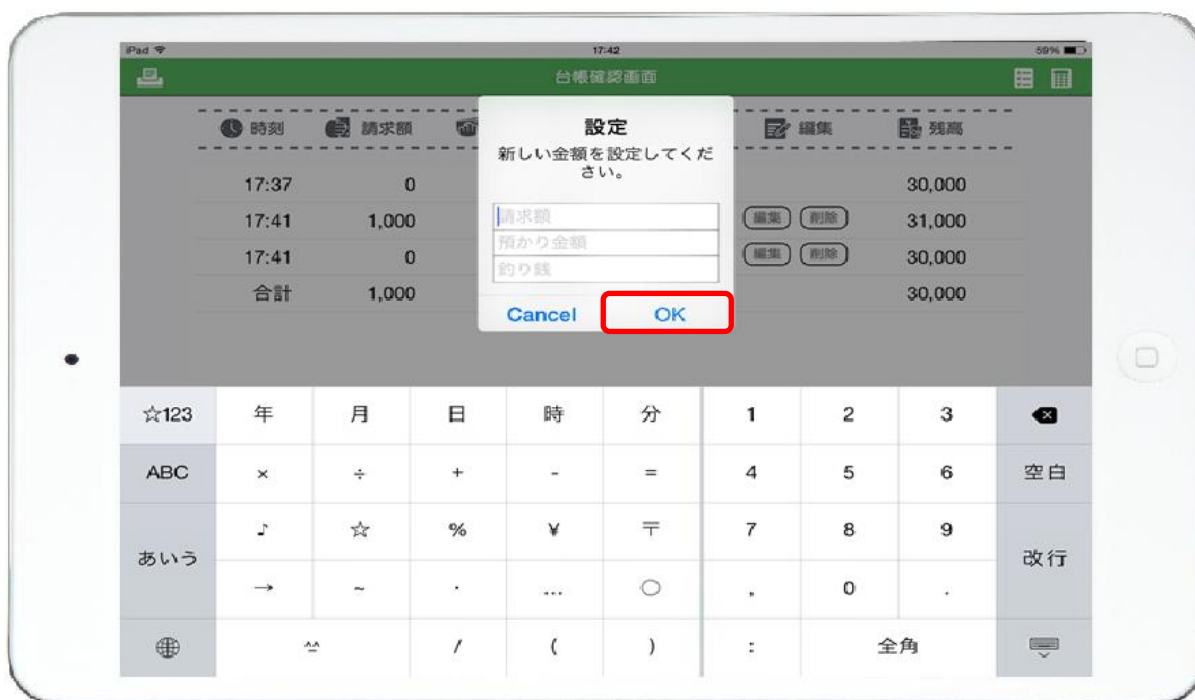 iPad 17:42 59%
台帳確認画面
時刻 請求額 編集 残高
17:37 0 30,000
17:41 1,000 編集 削除 31,000
17:41 0 編集 削除 30,000
合計 1,000 30,000
設定
新しい金額を設定してくだ
さい。
請求額
預かり金額
釣り銭
Cancel OK
☆123 年 月 日 時 分 1 2 3
ABC × ÷ + - = 4 5 6 空白
♪ ☆ % ¥ 〒 7 8 9
あいう 改行
→ ~ ・ … ○ , 0 .
^^ / ( ) : 全角